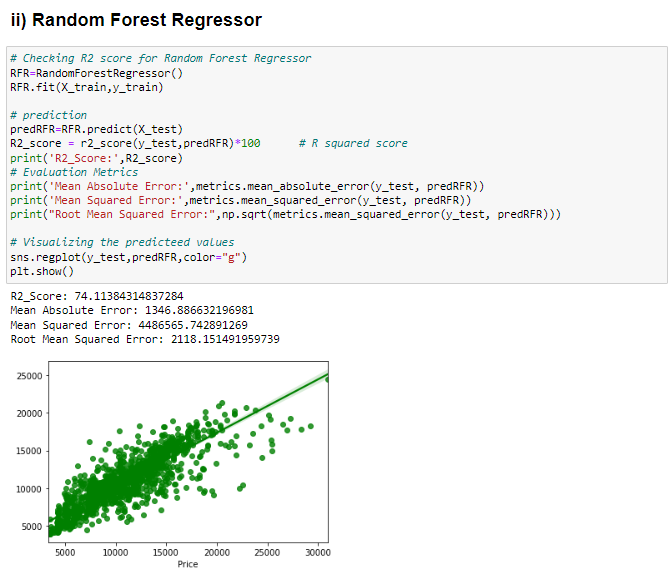 ii) Random Forest Regressor
# Checking R2 score for Random Forest Regressor
RFR=RandomForestRegressor()
RFR.fit(X_train,y_train)
# prediction
predRFR=RFR.predict(X_test)
R2_score = r2_score(y_test,predRFR)*100      # R squared score
print('R2_Score:',R2_score)
# Evaluation Metrics
print('Mean Absolute Error:',metrics.mean_absolute_error(y_test, predRFR))
print('Mean Squared Error:',metrics.mean_squared_error(y_test, predRFR))
print("Root Mean Squared Error:",np.sqrt(metrics.mean_squared_error(y_test, predRFR)))
# Visualizing the predicteed values
sns.regplot(y_test,predRFR,color="g")
plt.show()
R2_Score: 74.11384314837284
Mean Absolute Error: 1346.886632196981
Mean Squared Error: 4486565.742891269
Root Mean Squared Error: 2118.151491959739
25000
20000
15000
10000
5000
5000 10000 15000 20000 25000 30000
Price